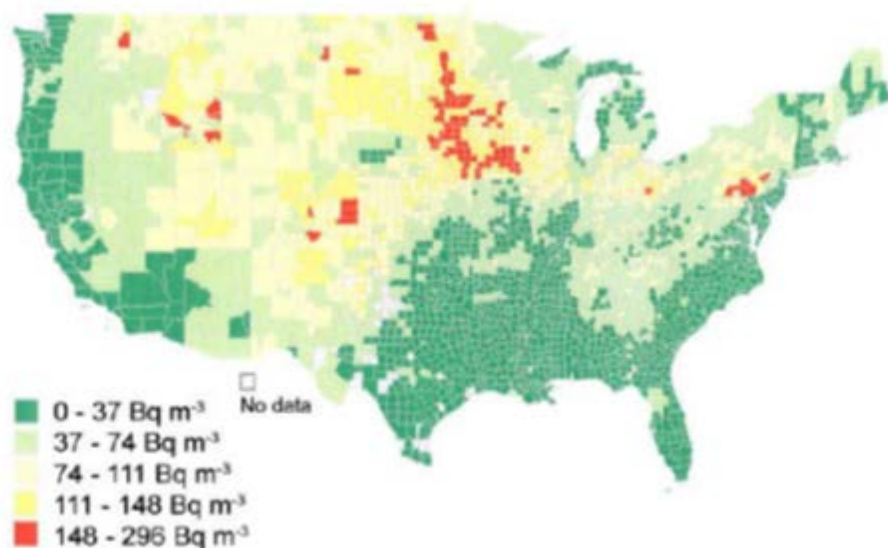 No data
0 - 37 Bq m⁻³
37 - 74 Bq m⁻³
74 - 111 Bq m⁻³
111 - 148 Bq m⁻³
148 - 296 Bq m⁻³